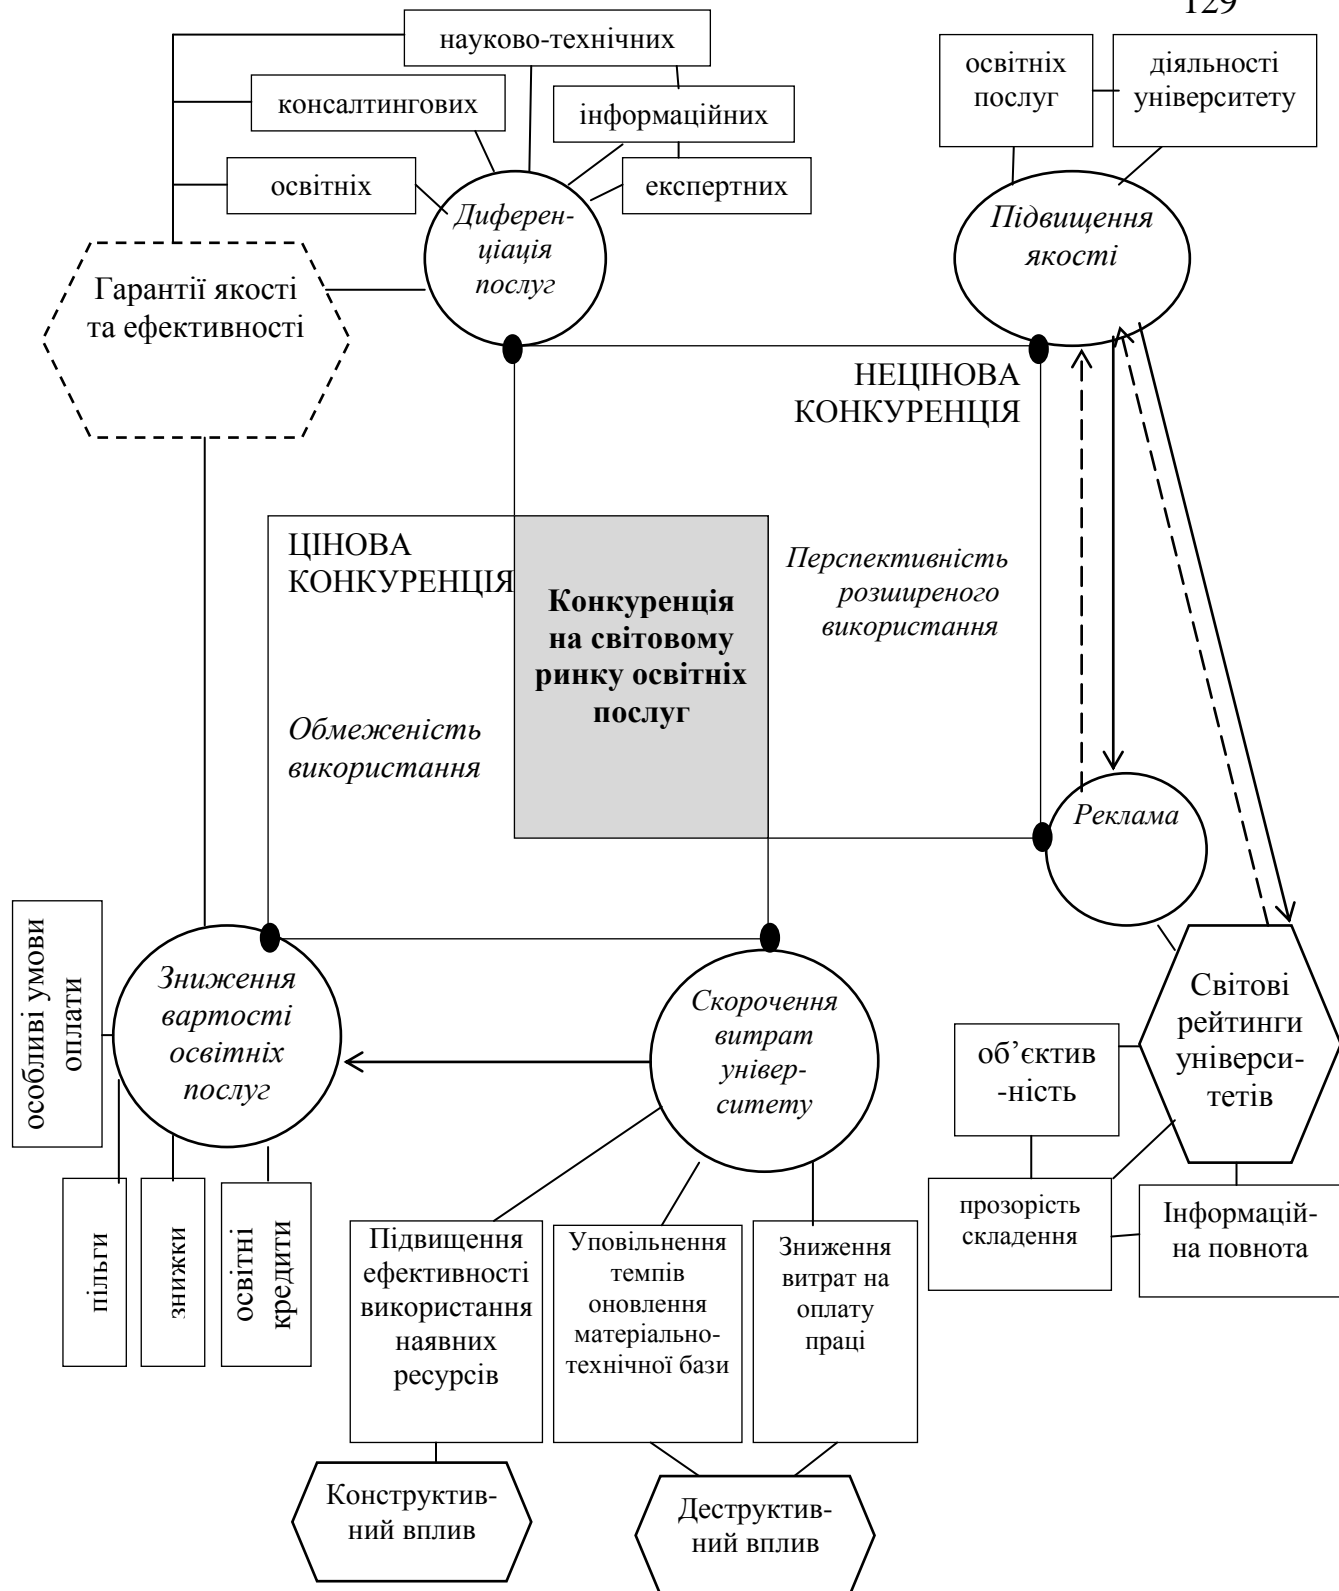 129
науково-технічних
консалтингових
інформаційних
освітніх
експертних
Диферен-
ціація
послуг
освітніх
послуг
діяльності
університету
Підвищення
якості
Гарантії якості
та ефективності
НЕЦІНОВА
КОНКУРЕНЦІЯ
ЦІНОВА
КОНКУРЕНЦІЯ
Конкуренція
на світовому
ринку освітніх
послуг
Перспективність
розширеного
використання
Обмеженість
використання
Реклама
особливі умови
оплати
Зниження
вартості
освітніх
послуг
Скорочення
витрат
універ-
ситету
Світові
рейтинги
універси-
тетів
об’єктив
-ність
прозорість
складення
Інформацій-
на повнота
пільги
знижки
освітні
кредити
Підвищення
ефективності
використання
наявних
ресурсів
Уповільнення
темпів
оновлення
матеріально-
технічної бази
Зниження
витрат на
оплату
праці
Конструктив-
ний вплив
Деструктив-
ний вплив